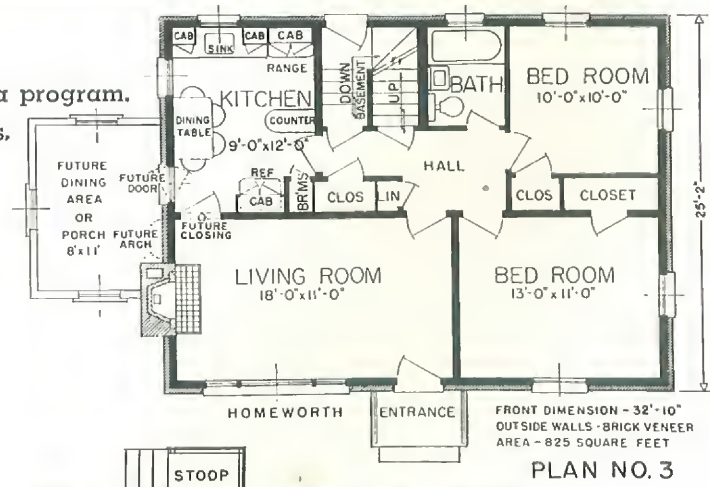 a program.
s,
CAB
SINK
CAB
CAB
RANGE
KITCHEN
COUNTER
DINING
TABLE
9'-0"x12'-0"
REF
CAB
BR'MS
DOWN
BASEMENT
UP
BATH
BED ROOM
10'-0"x10'-0"
HALL
CLOS
LIN
CLOS
CLOSET
FUTURE
DINING
AREA
OR
PORCH
8'x11'
FUTURE
DOOR
FUTURE
ARCH
FUTURE
CLOSING
LIVING ROOM
18'-0"x11'-0"
BED ROOM
13'-0"x11'-0"
25'-2"
HOMEWORTH
ENTRANCE
FRONT DIMENSION - 32'-10"
OUTSIDE WALLS - BRICK VENEER
AREA - 825 SQUARE FEET
PLAN NO. 3
STOOP